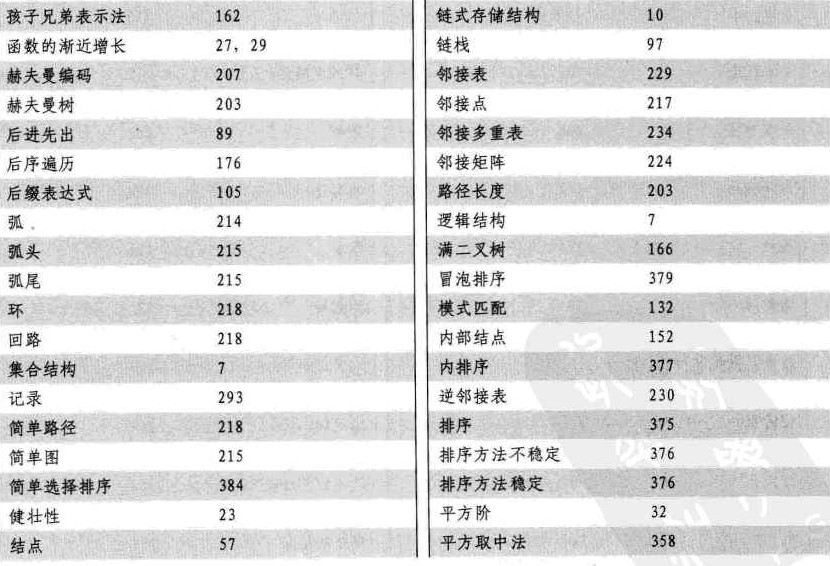 孩子兄弟表示法 162
函数的渐近增长 27, 29
赫夫曼编码 207
赫夫曼树 203
后进先出 89
后序遍历 176
后缀表达式 105
弧 214
弧头 215
弧尾 215
环 218
回路 218
集合结构 7
记录 293
简单路径 218
简单图 215
简单选择排序 384
健壮性 23
结点 57
链式存储结构 10
链栈 97
邻接表 229
邻接点 217
邻接多重表 234
邻接矩阵 224
路径长度 203
逻辑结构 7
满二叉树 166
冒泡排序 379
模式匹配 132
内部结点 152
内排序 377
逆邻接表 230
排序 375
排序方法不稳定 376
排序方法稳定 376
平方阶 32
平方取中法 358